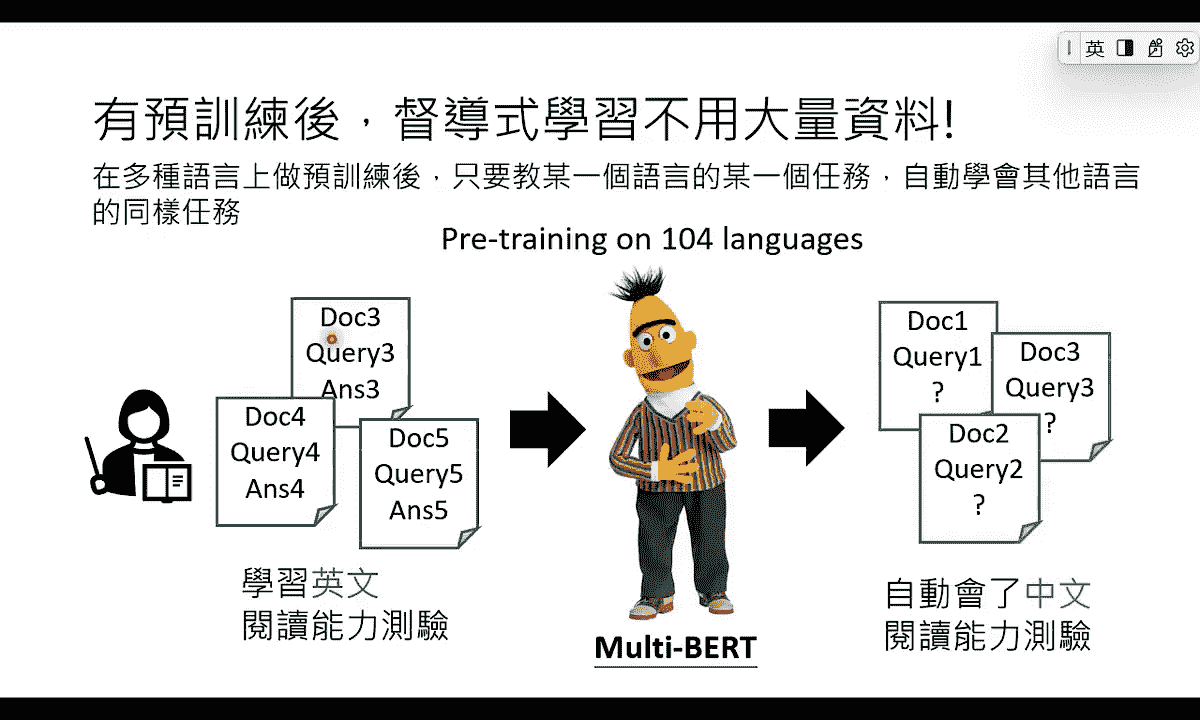 英
有預訓練後，督導式學習不用大量資料!
在多種語言上做預訓練後，只要教某一個語言的某一個任務，自動學會其他語言
的同樣任務
Pre-training on 104 languages
Doc3
Query3
Ans3
Doc4
Query4
Ans4
Doc5
Query5
Ans5
學習英文
閱讀能力測驗
Multi-BERT
Doc1
Query1
?
Doc3
Query3
?
Doc2
Query2
?
自動會了中文
閱讀能力測驗